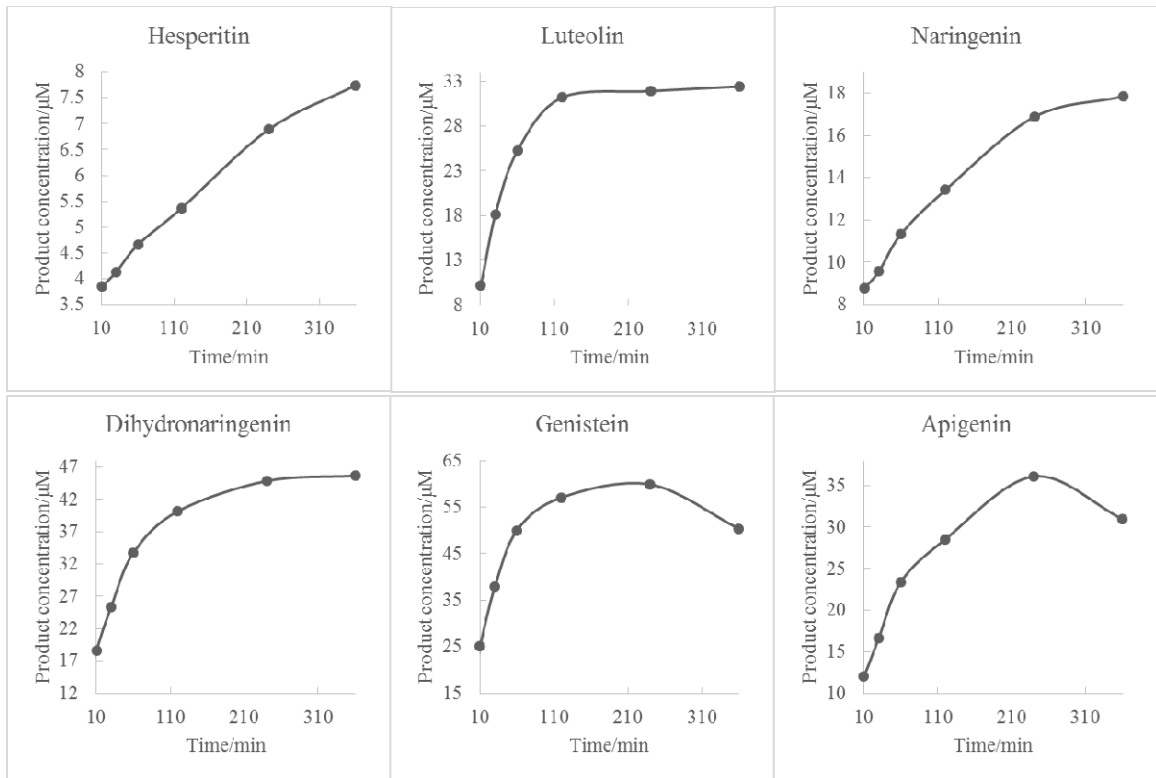 Hesperitin
Product concentration/µM
8
7.5
7
6.5
6
5.5
5
4.5
4
3.5
10 110 210 310
Time/min
Luteolin
Product concentration/µM
33
28
23
18
13
8
10 110 210 310
Time/min
Naringenin
Product concentration/µM
18
16
14
12
10
8
10 110 210 310
Time/min
Dihydronaringenin
Product concentration/µM
47
42
37
32
27
22
17
12
10 110 210 310
Time/min
Genistein
Product concentration/µM
65
55
45
35
25
15
10 110 210 310
Time/min
Apigenin
Product concentration/µM
35
30
25
20
15
10
10 110 210 310
Time/min